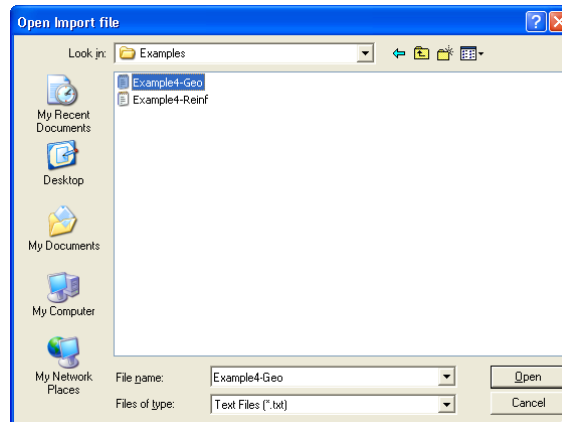 Open Import file
Look in: Examples
Example4-Geo
Example4-Reinf
My Recent
Documents
Desktop
My Documents
My Computer
My Network
Places
File name: Example4-Geo Open
Files of type: Text Files (*.txt) Cancel